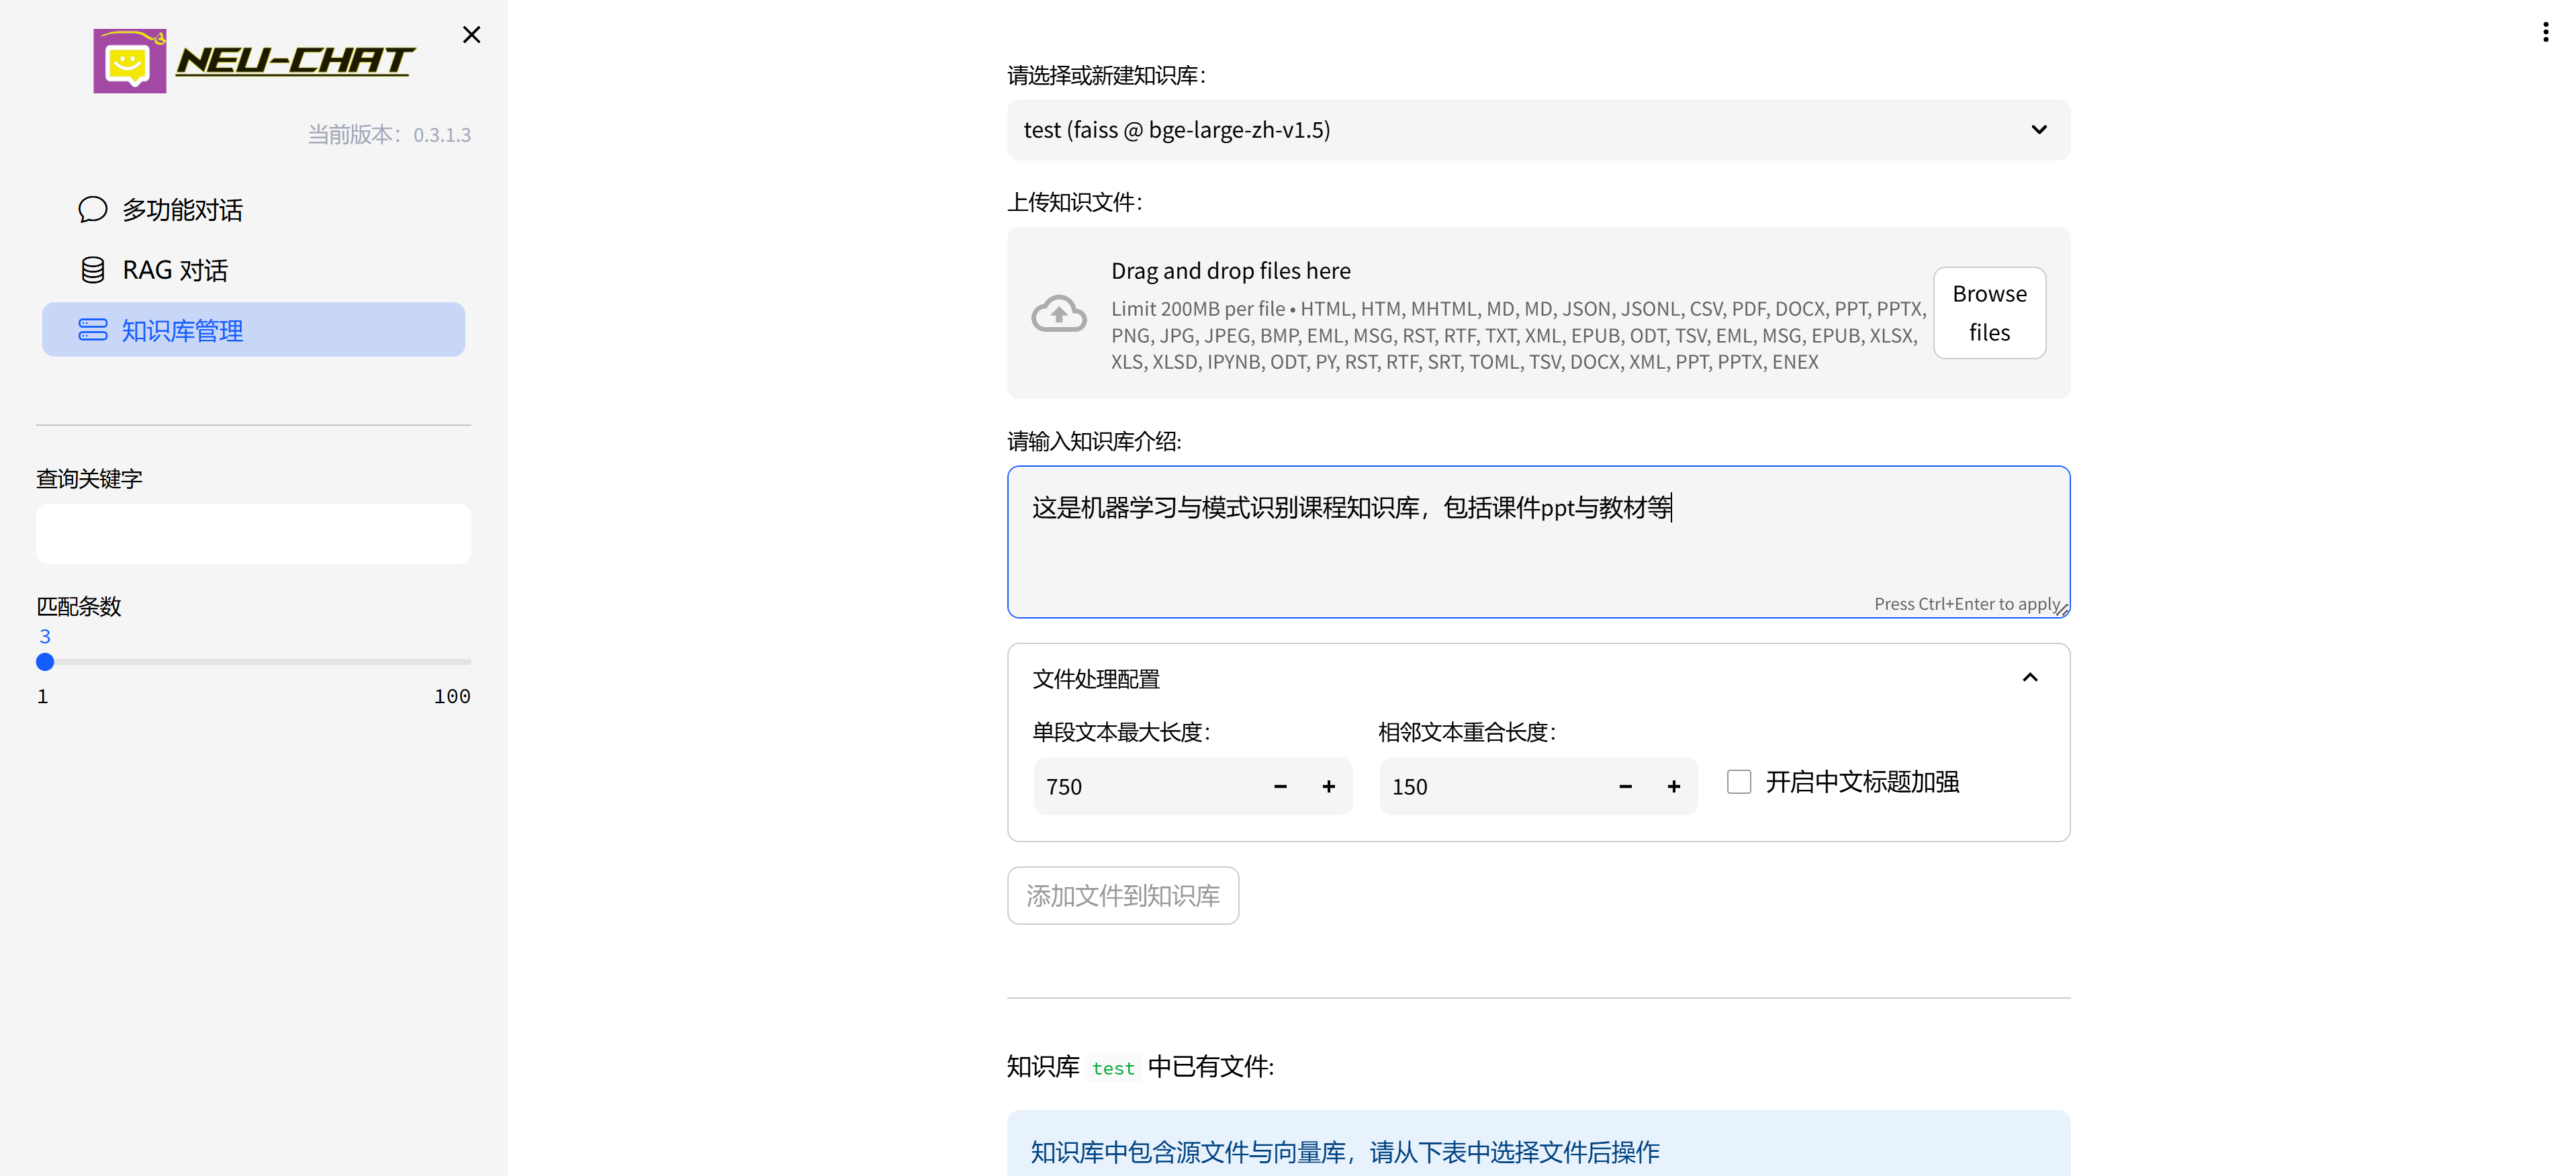 NEU-CHAT
当前版本：0.3.1.3
多功能对话
RAG 对话
知识库管理
查询关键字
匹配条数
3
1
100
请选择或新建知识库：
test (faiss @ bge-large-zh-v1.5)
上传知识文件：
Drag and drop files here
Limit 200MB per file • HTML, HTM, MHTML, MD, MD, JSON, JSONL, CSV, PDF, DOCX, PPT, PPTX,
PNG, JPG, JPEG, BMP, EML, MSG, RST, RTF, TXT, XML, EPUB, ODT, TSV, EML, MSG, EPUB, XLSX,
XLS, XLSD, IPYNB, ODT, PY, RST, RTF, SRT, TOML, TSV, DOCX, XML, PPT, PPTX, ENEX
Browse
files
请输入知识库介绍:
这是机器学习与模式识别课程知识库，包括课件ppt与教材等
Press Ctrl+Enter to apply
文件处理配置
单段文本最大长度：
相邻文本重合长度：
750
150
开启中文标题加强
添加文件到知识库
知识库 test 中已有文件:
知识库中包含源文件与向量库，请从下表中选择文件后操作